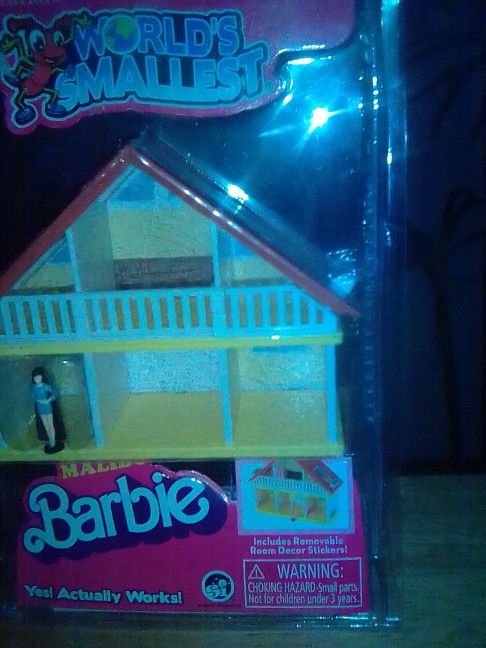 WORLD'S
SMALLEST
Barbie
Includes Removable
Room Decor Stickers!
WARNING:
CHOKING HAZARD-Small parts.
Not for children under 3 years.
Yes! Actually Works!